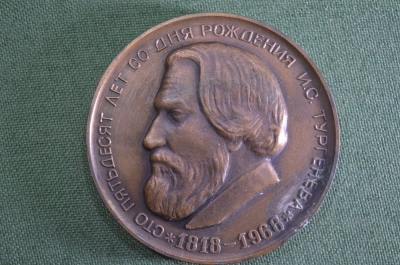 СТО ПЯТЬДЕСЯТ ЛЕТ СО ДНЯ РОЖДЕНИЯ И.С. ТУРГЕНЕВА
1818-1968